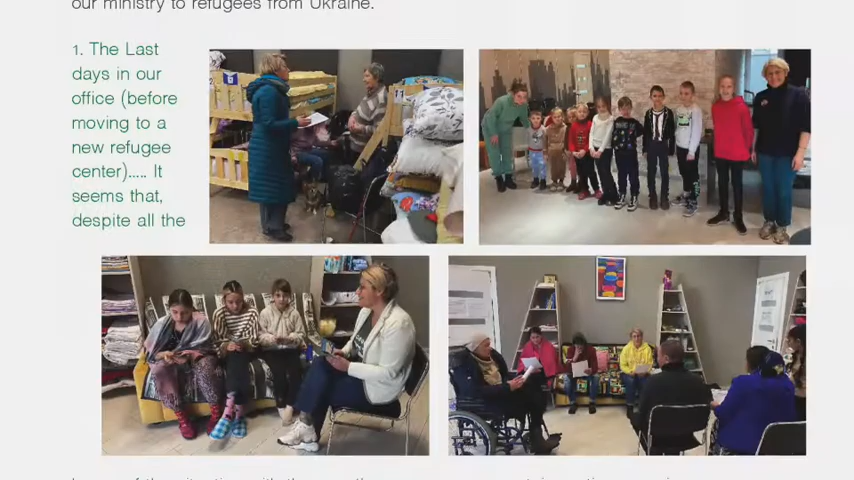 our ministry to refugees from Ukraine.
1. The Last
days in our
office (before
moving to a
new refugee
center)..... It
seems that,
despite all the